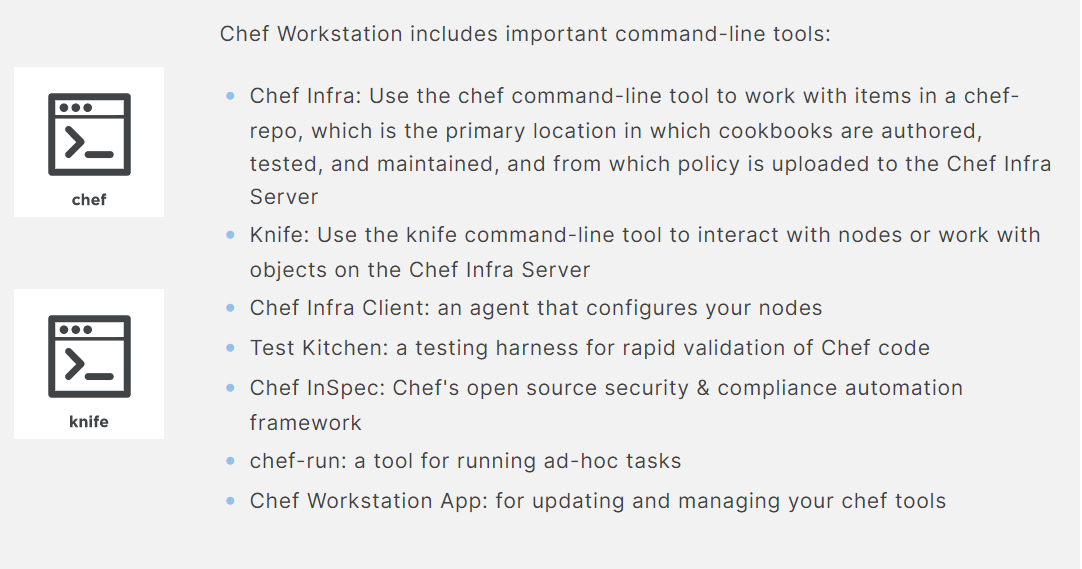 Chef Workstation includes important command-line tools:
Chef Infra: Use the chef command-line tool to work with items in a chef-
repo, which is the primary location in which cookbooks are authored,
tested, and maintained, and from which policy is uploaded to the Chef Infra
Server
chef
Knife: Use the knife command-line tool to interact with nodes or work with
objects on the Chef Infra Server
Chef Infra Client: an agent that configures your nodes
Test Kitchen: a testing harness for rapid validation of Chef code
Chef InSpec: Chef's open source security & compliance automation
framework
knife
chef-run: a tool for running ad-hoc tasks
Chef Workstation App: for updating and managing your chef tools